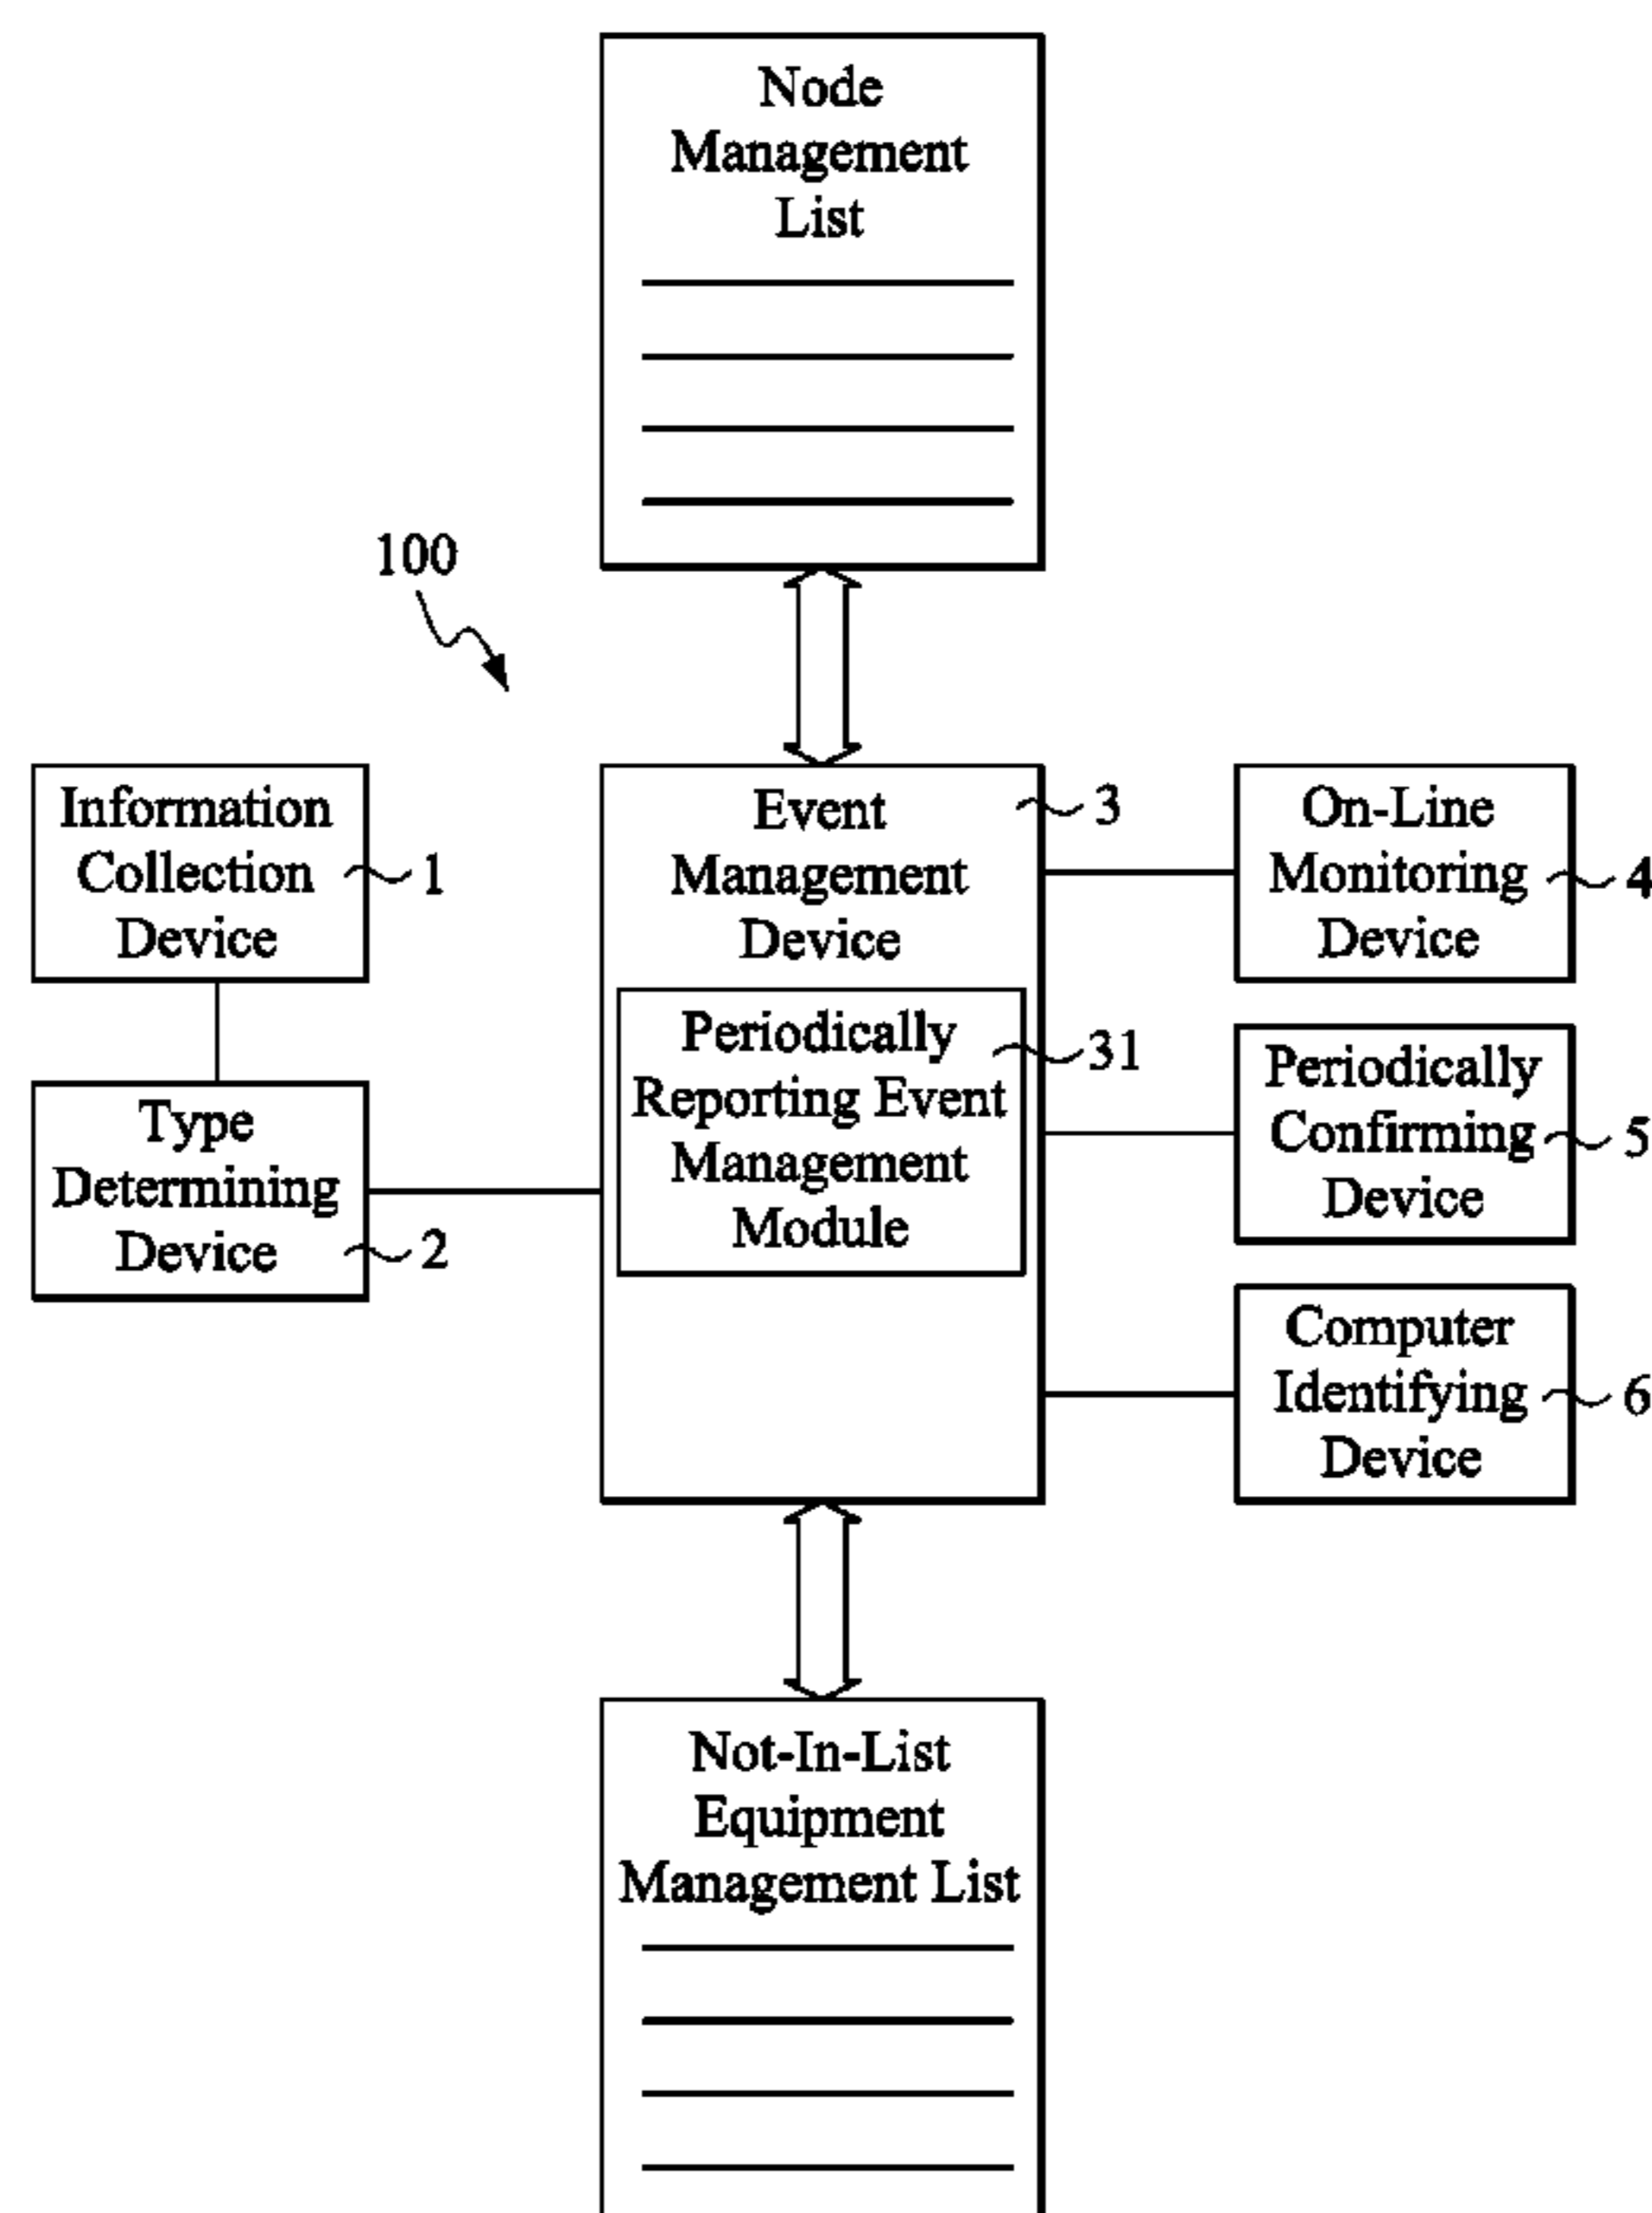 Node
Management
List
100
Information
Collection
Device
1
Type
Determining
Device
2
Event
Management
Device
3
Periodically
Reporting Event
Management
Module
31
On-Line
Monitoring
Device
4
Periodically
Confirming
Device
5
Computer
Identifying
Device
6
Not-In-List
Equipment
Management List